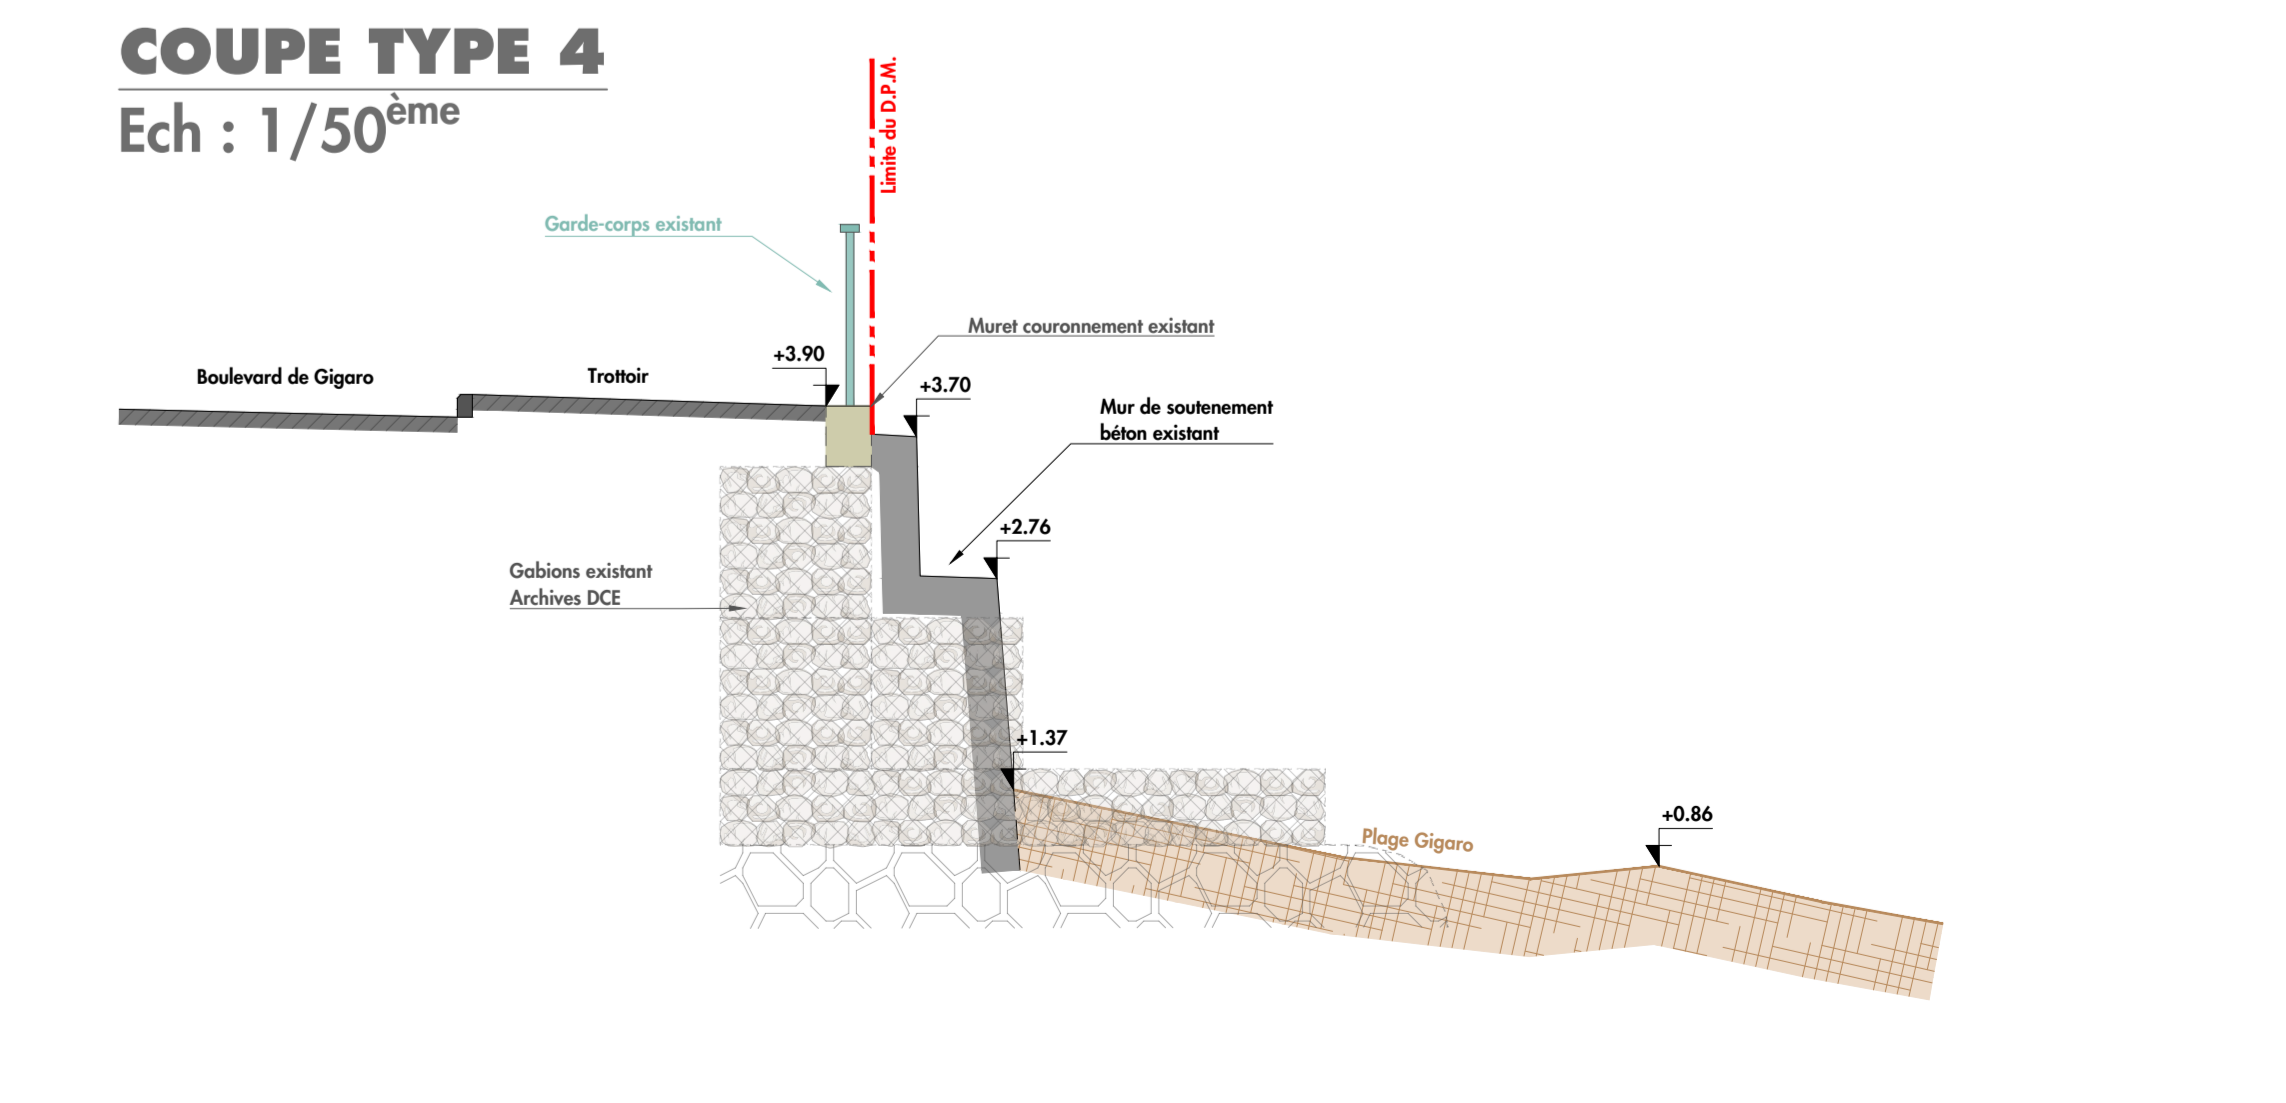 COUPE TYPE 4
Ech : 1/50ème
Limite du D.P.M.
Garde-corps existant
Muret couronnement existant
+3.90
Boulevard de Gigaro
Trottoir
+3.70
Mur de soutenement
béton existant
+2.76
Gabions existant
Archives DCE
+1.37
+0.86
Plage Gigaro